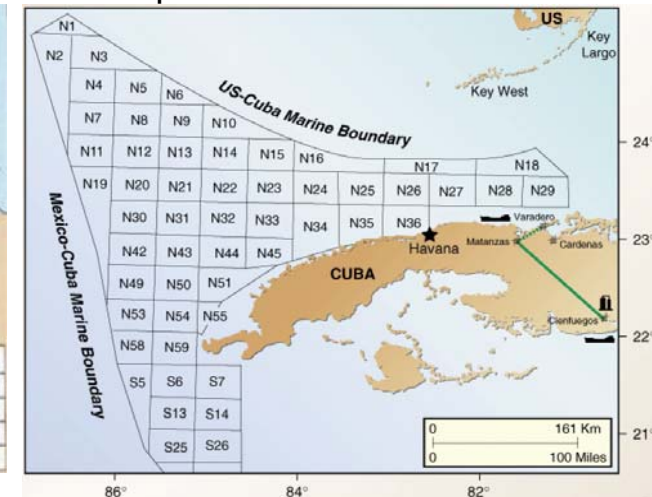 US
Key
Largo
Key West
US-Cuba Marine Boundary
Mexico-Cuba Marine Boundary
N1
N2 N3
N4 N5 N6
N7 N8 N9 N10
N11 N12 N13 N14 N15 N16 N17 N18
N19 N20 N21 N22 N23 N24 N25 N26 N27 N28 N29
N30 N31 N32 N33 N34 N35 N36
N42 N43 N44 N45
N49 N50 N51
N53 N54 N55
N58 N59
S5 S6 S7
S13 S14
S25 S26
Havana
CUBA
Varadero
Matanzas
Cardenas
Cienfuegos
0 161 Km
0 100 Miles
24°
23°
22°
21°
86° 84° 82°